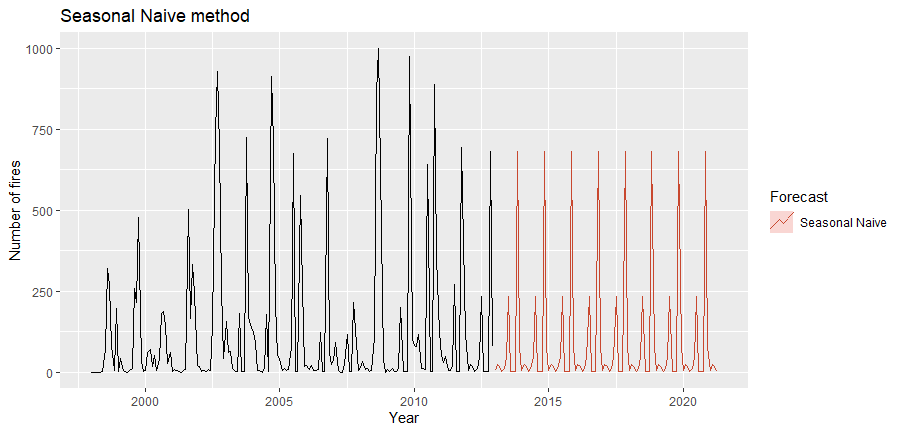 Seasonal Naive method
1000
750
500
250
0
Number of fires
2000
2005
2010
2015
2020
Year
Forecast
Seasonal Naive